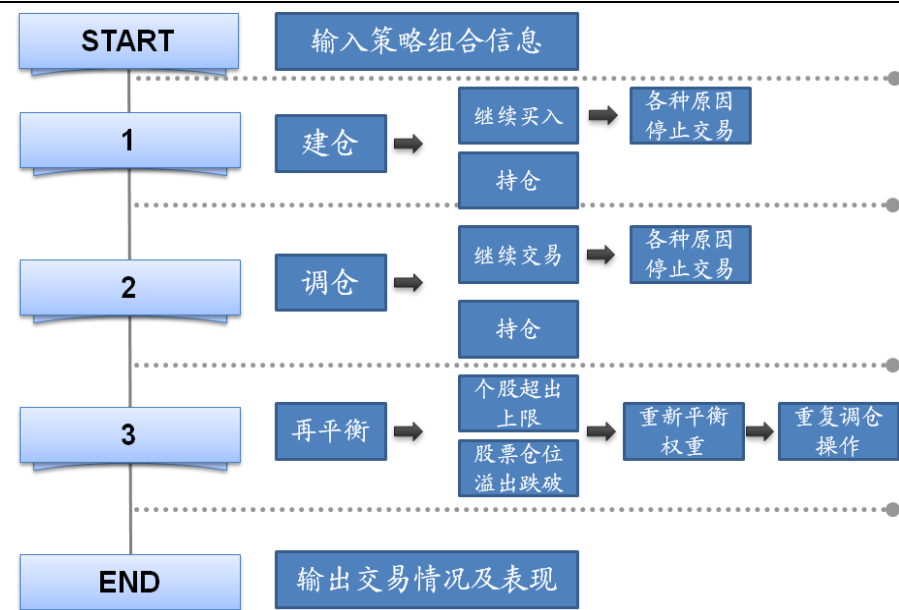 START
输入策略组合信息
1
建仓
继续买入
各种原因
停止交易
持仓
2
调仓
继续交易
各种原因
停止交易
持仓
3
再平衡
个股超出
上限
股票仓位
溢出跌破
重新平衡
权重
重复调仓
操作
END
输出交易情况及表现